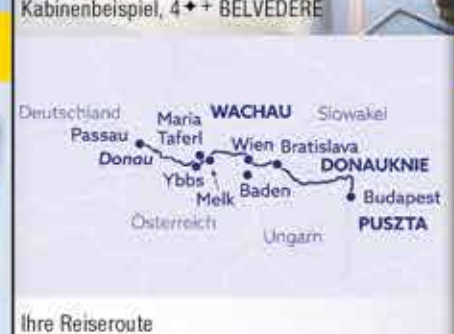 Kabinenbeispiel, 4✦+ BELVEDERE
Deutschland
Maria
Taferl
WACHAU
Slowakei
Passau
Donau
Wien
Bratislava
DONAUKNIE
Ybbs
Melk
Baden
Budapest
Österreich
Ungarn
PUSZTA
Ihre Reiseroute